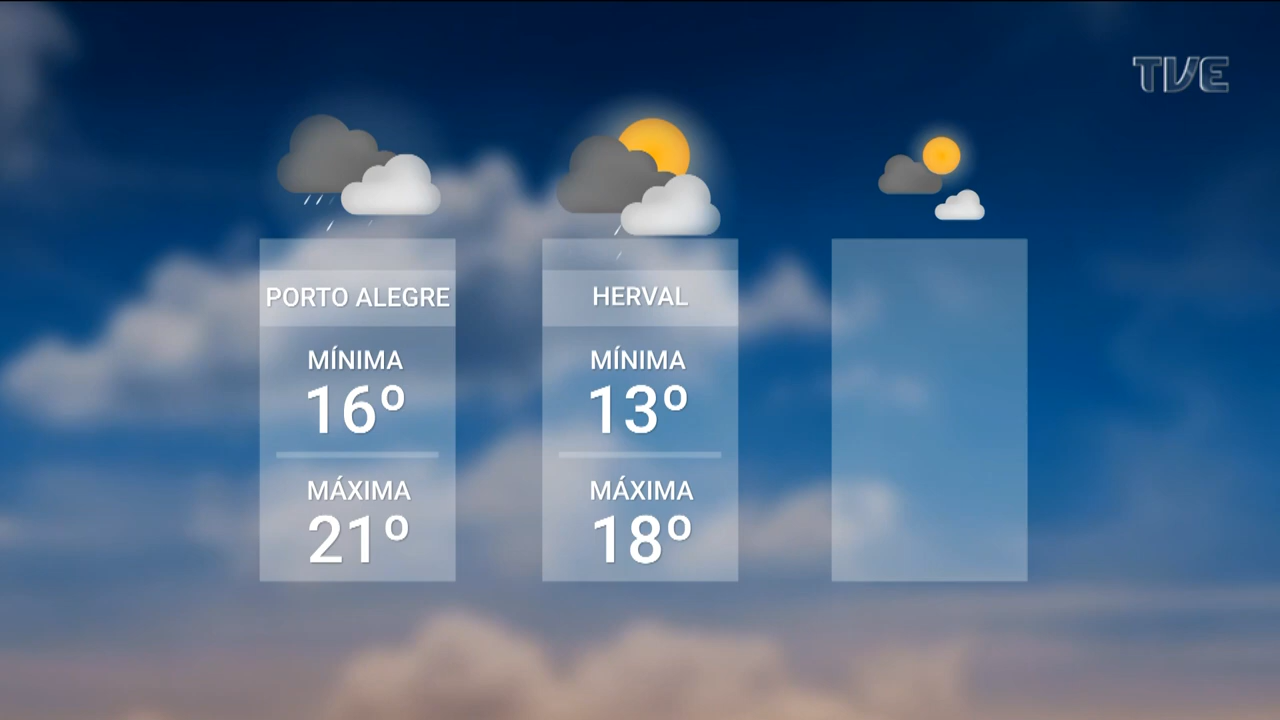 TVE
PORTO ALEGRE
MÍNIMA
16º
MÁXIMA
21º
HERVAL
MÍNIMA
13º
MÁXIMA
18º